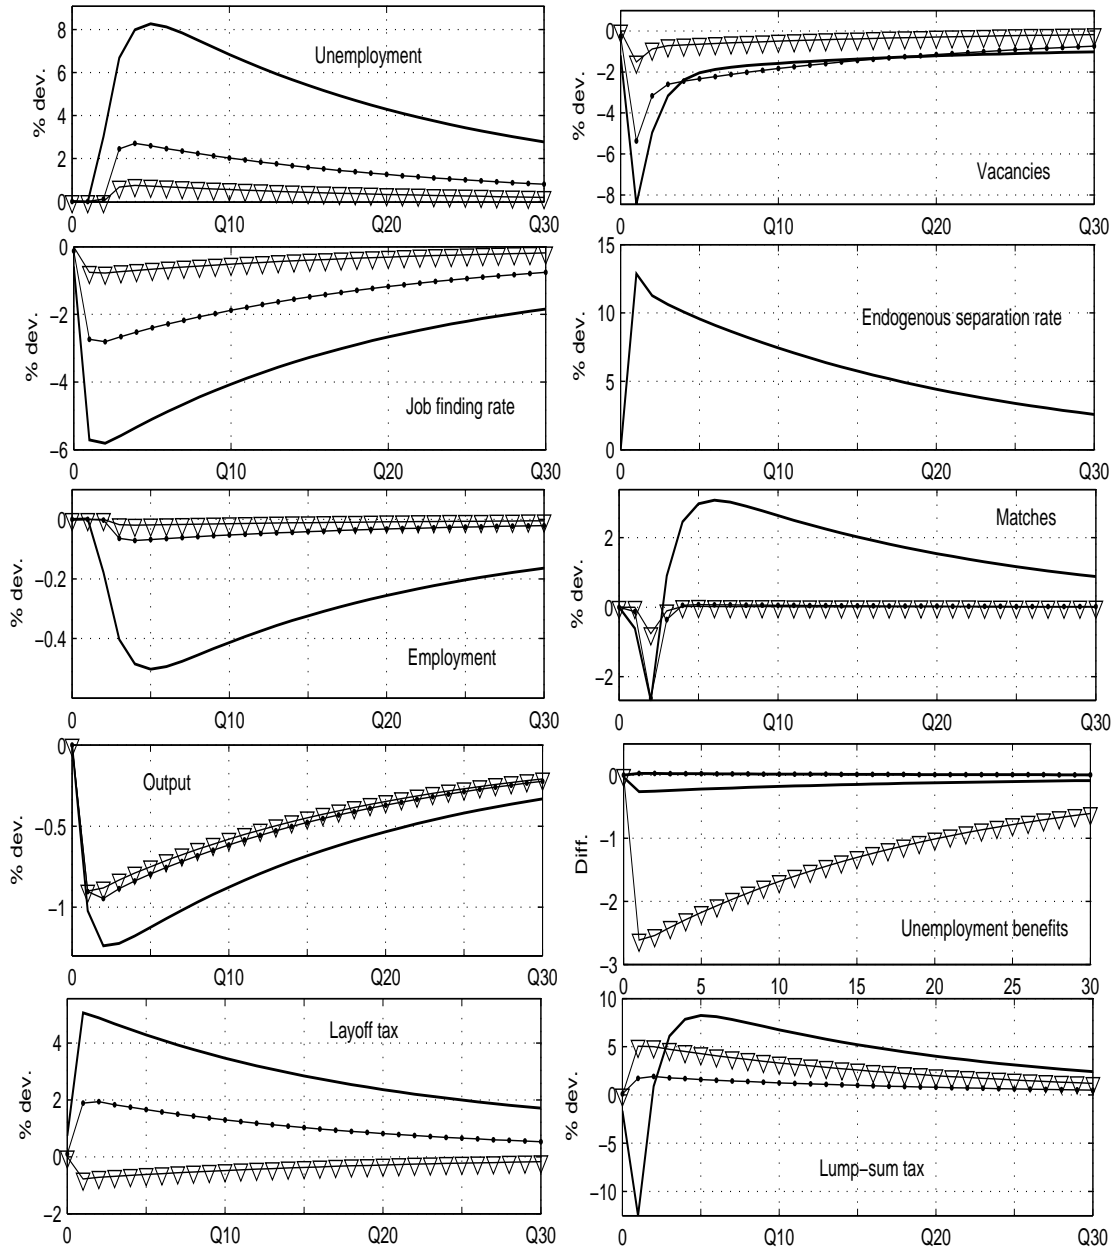 8
6
4
2
0
% dev.
Unemployment
Q10
Q20
Q30
0
−2
−4
−6
−8
% dev.
Vacancies
0
Q10
Q20
Q30
0
−2
−4
−6
% dev.
Job finding rate
0
Q10
Q20
Q30
15
10
5
0
Endogenous separation rate
0
Q10
Q20
Q30
0
−0.2
−0.4
% dev.
Employment
0
Q10
Q20
Q30
2
0
−2
% dev.
Matches
0
Q10
Q20
Q30
0
−0.5
−1
% dev.
Output
0
Q10
Q20
Q30
0
−1
−2
−3
Diff.
Unemployment benefits
0
5
10
15
20
25
30
4
2
0
−2
% dev.
Layoff tax
0
Q10
Q20
Q30
10
5
0
−5
−10
% dev.
Lump−sum tax
0
Q10
Q20
Q30